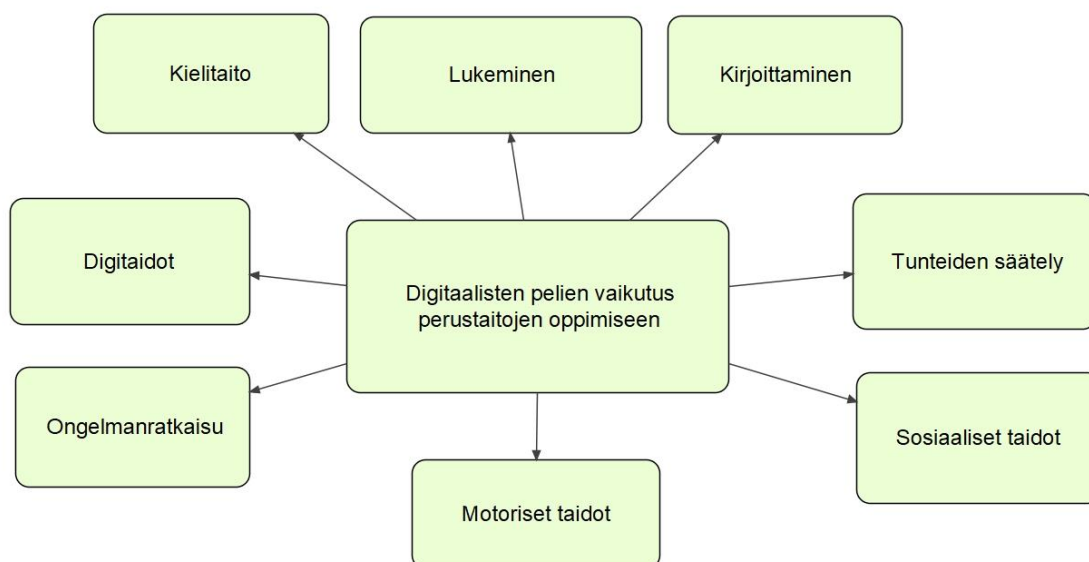 Kielitaito
Lukeminen
Kirjoittaminen
Digitaidot
Digitaalisten pelien vaikutus
perustaitojen oppimiseen
Tunteiden säätely
Ongelmanratkaisu
Sosiaaliset taidot
Motoriset taidot